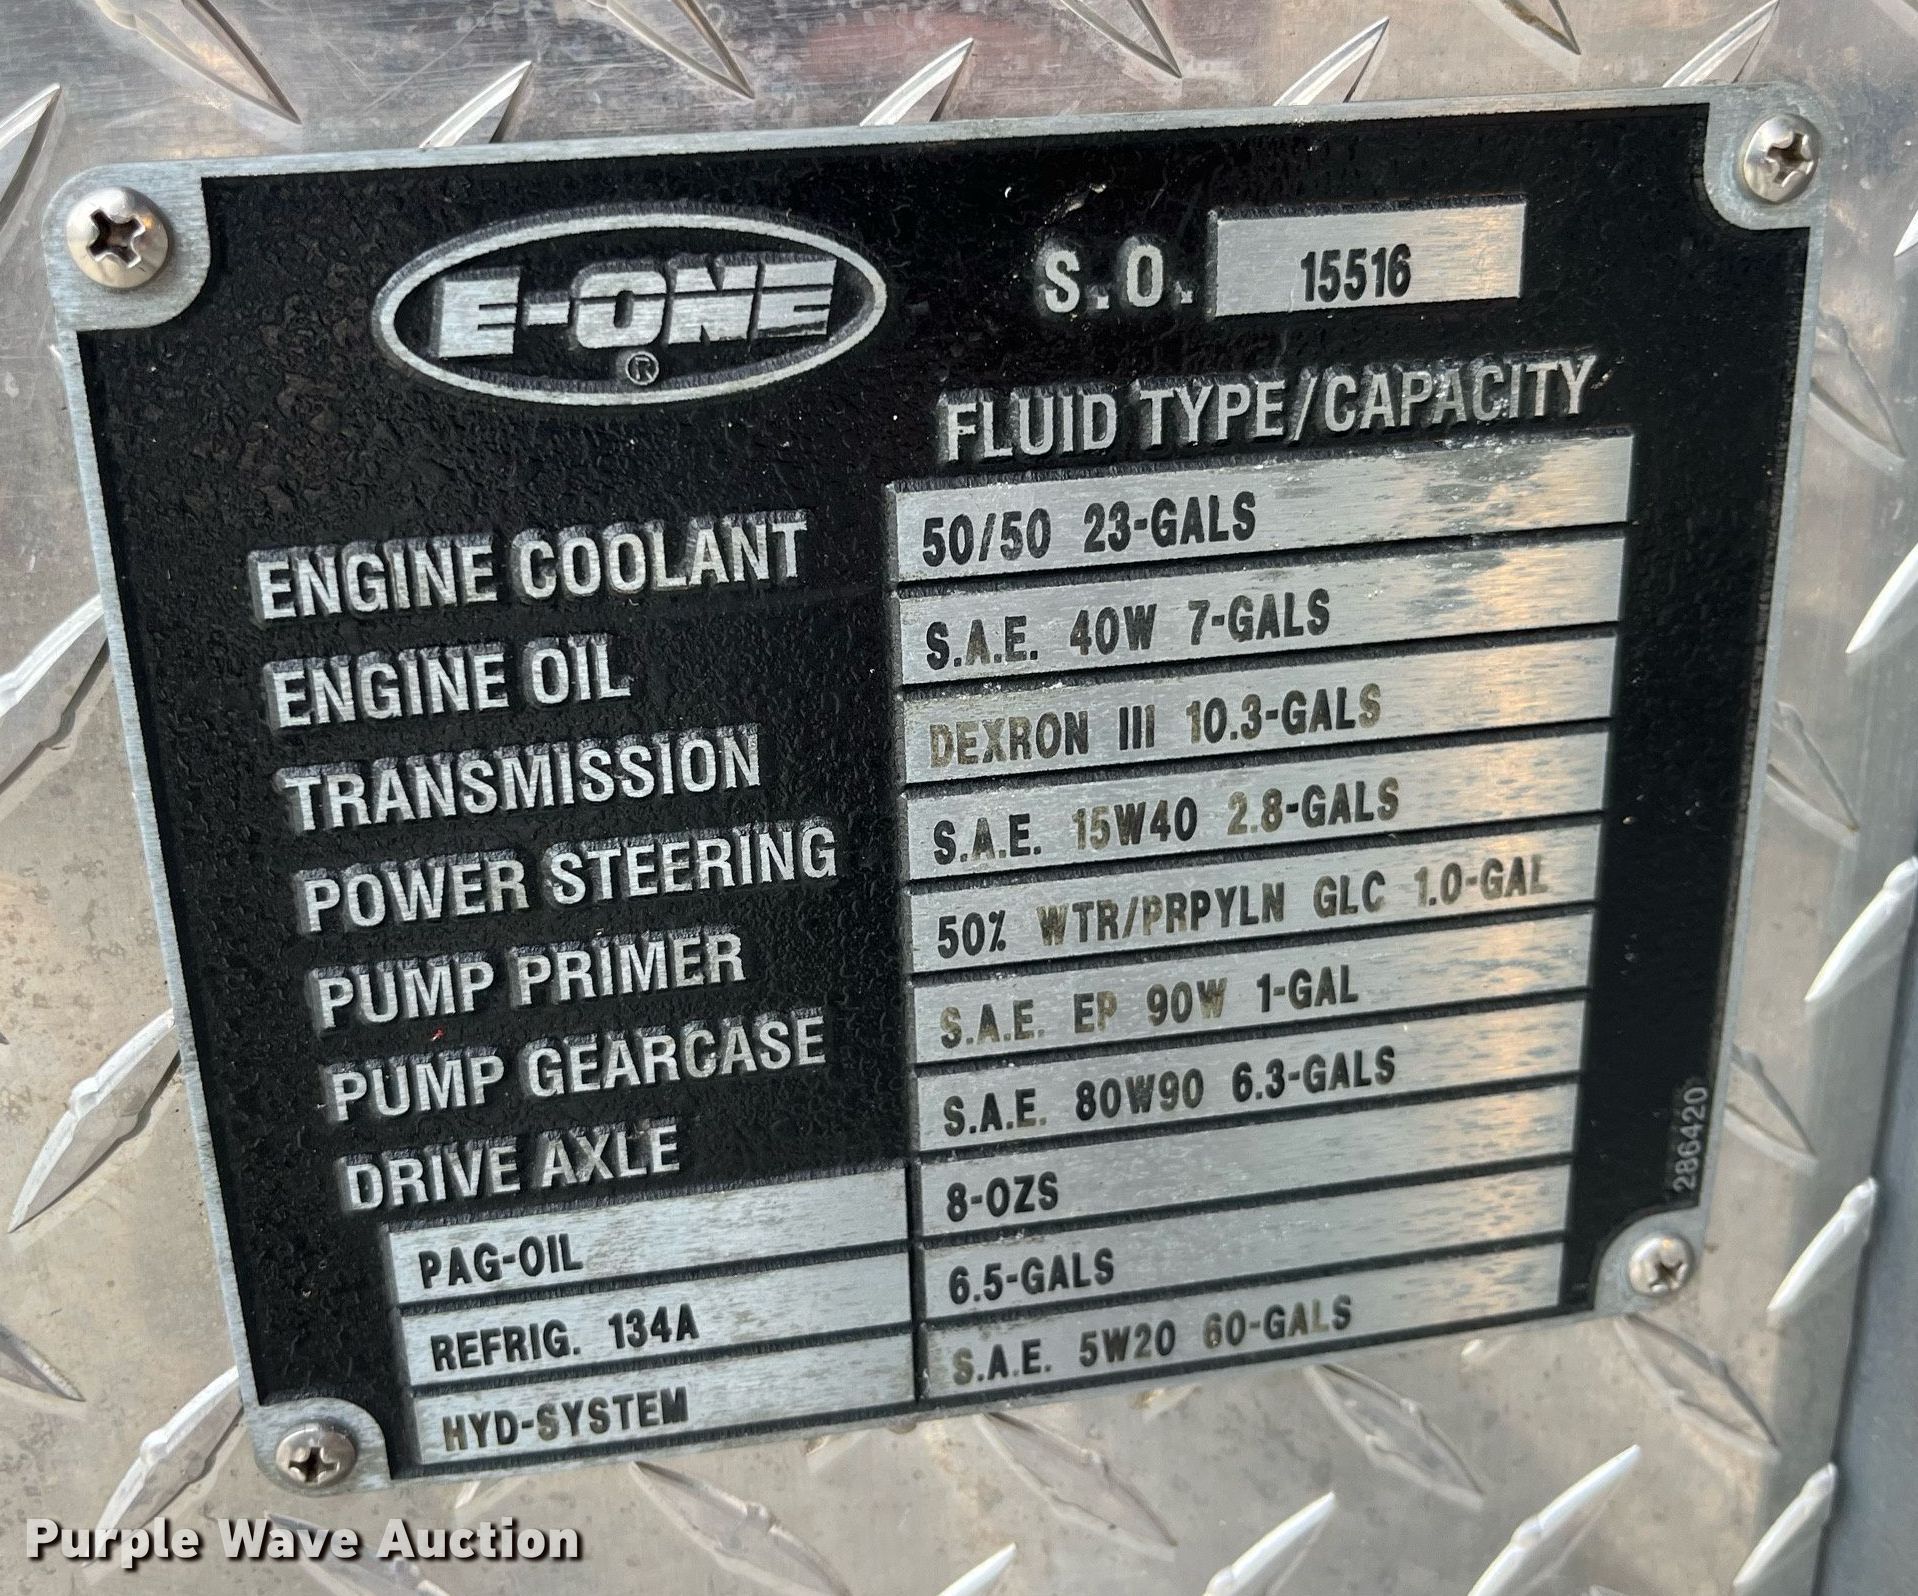 E-ONE
®
S.O. 15516
FLUID TYPE/CAPACITY
ENGINE COOLANT 50/50 23-GALS
ENGINE OIL S.A.E. 40W 7-GALS
TRANSMISSION DEXRON III 10.3-GALS
POWER STEERING S.A.E. 15W40 2.8-GALS
PUMP PRIMER 50% WTR/PRPYLN GLC 1.0-GAL
PUMP GEARCASE S.A.E. EP 90W 1-GAL
DRIVE AXLE S.A.E. 80W90 6.3-GALS
PAG-OIL 8-OZS
REFRIG. 134A 6.5-GALS
HYD-SYSTEM S.A.E. 5W20 60-GALS
286420
Purple Wave Auction